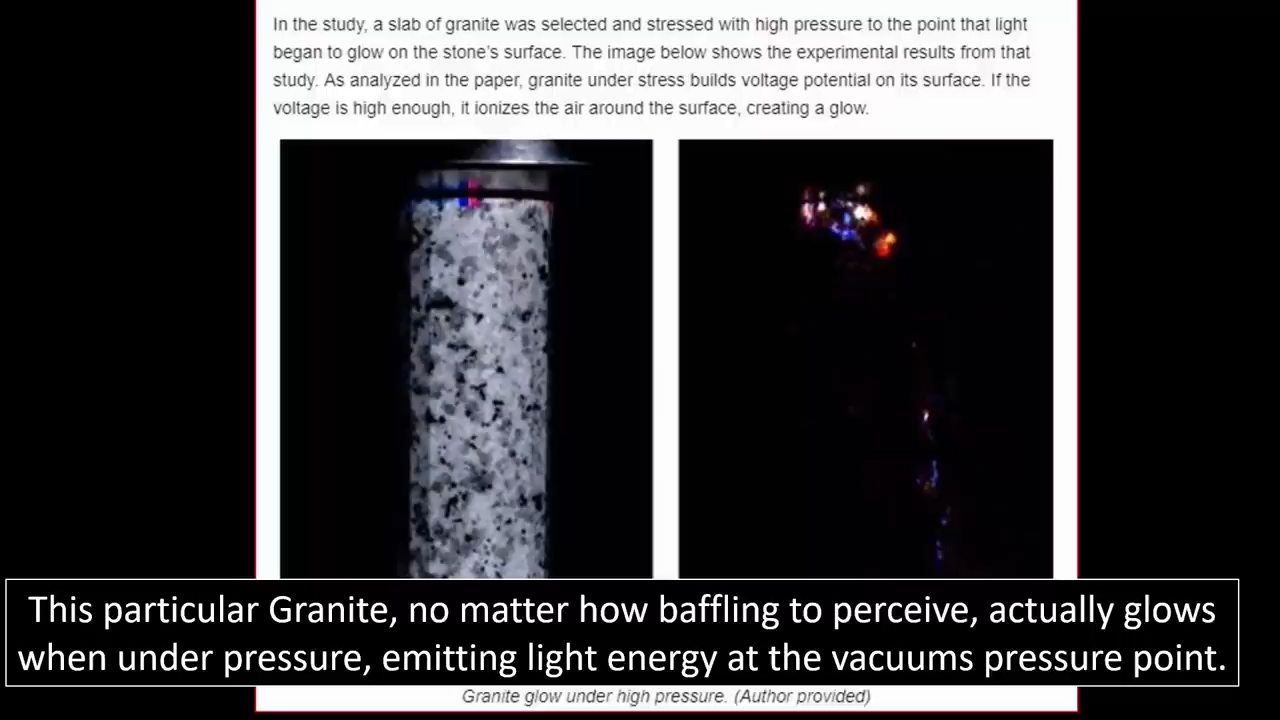 In the study, a slab of granite was selected and stressed with high pressure to the point that light
began to glow on the stone's surface. The image below shows the experimental results from that
study. As analyzed in the paper, granite under stress builds voltage potential on its surface. If the
voltage is high enough, it ionizes the air around the surface, creating a glow.
This particular Granite, no matter how baffling to perceive, actually glows
when under pressure, emitting light energy at the vacuums pressure point.
Granite glow under high pressure. (Author provided)